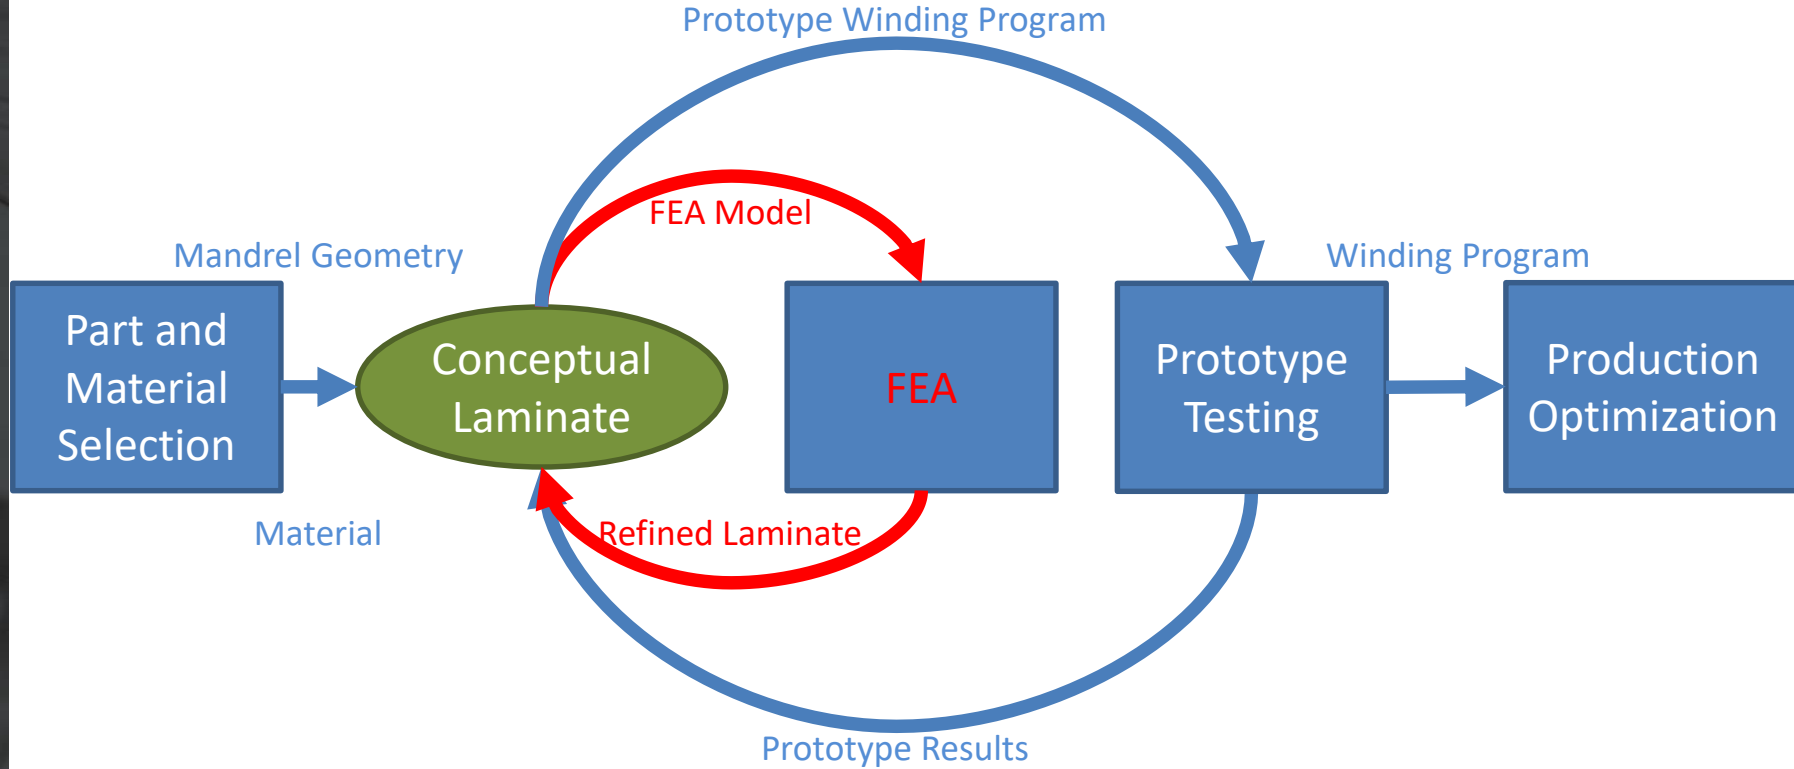 Prototype Winding Program
FEA Model
Mandrel Geometry
Winding Program
Part and
Material
Selection
Conceptual
Laminate
FEA
Prototype
Testing
Production
Optimization
Material
Refined Laminate
Prototype Results